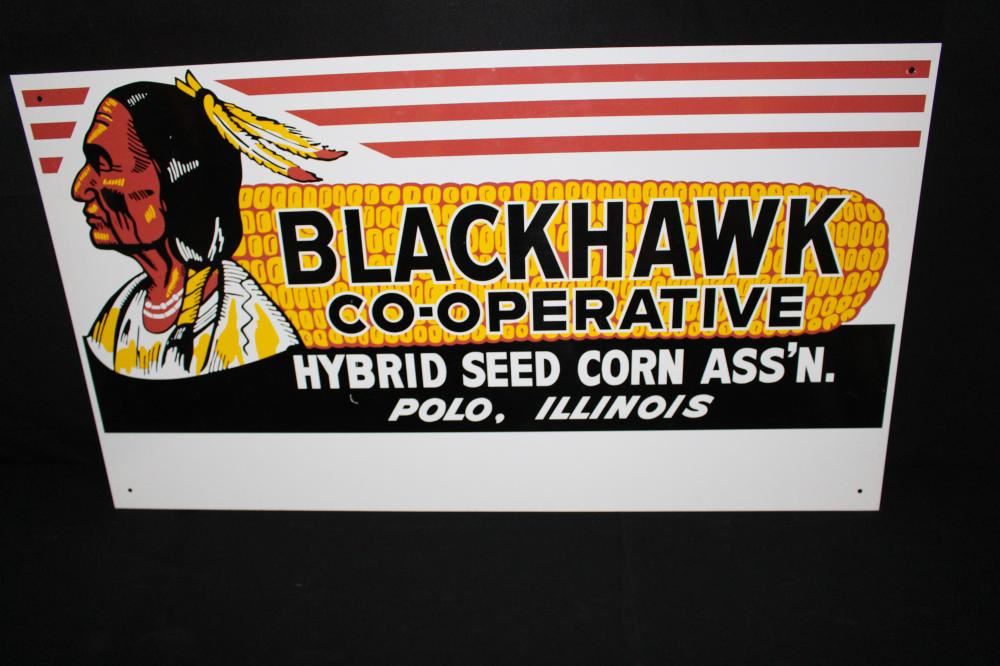 BLACKHAWK
CO-OPERATIVE
HYBRID SEED CORN ASS'N.
POLO, ILLINOIS